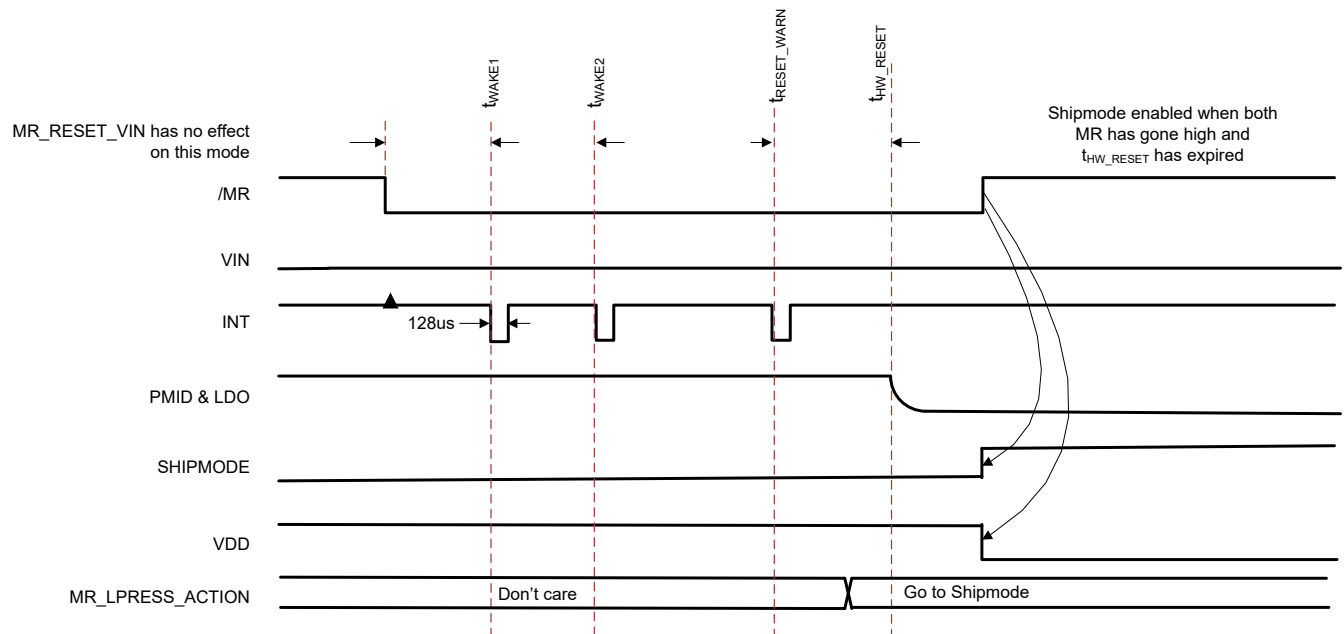 tWAKE1
tWAKE2
tRESET_WARN
tHW_RESET
MR_RESET_VIN has no effect
on this mode
Shipmode enabled when both
MR has gone high and
tHW_RESET has expired
/MR
VIN
INT
128us
PMID & LDO
SHIPMODE
VDD
MR_LPRESS_ACTION
Don't care
Go to Shipmode